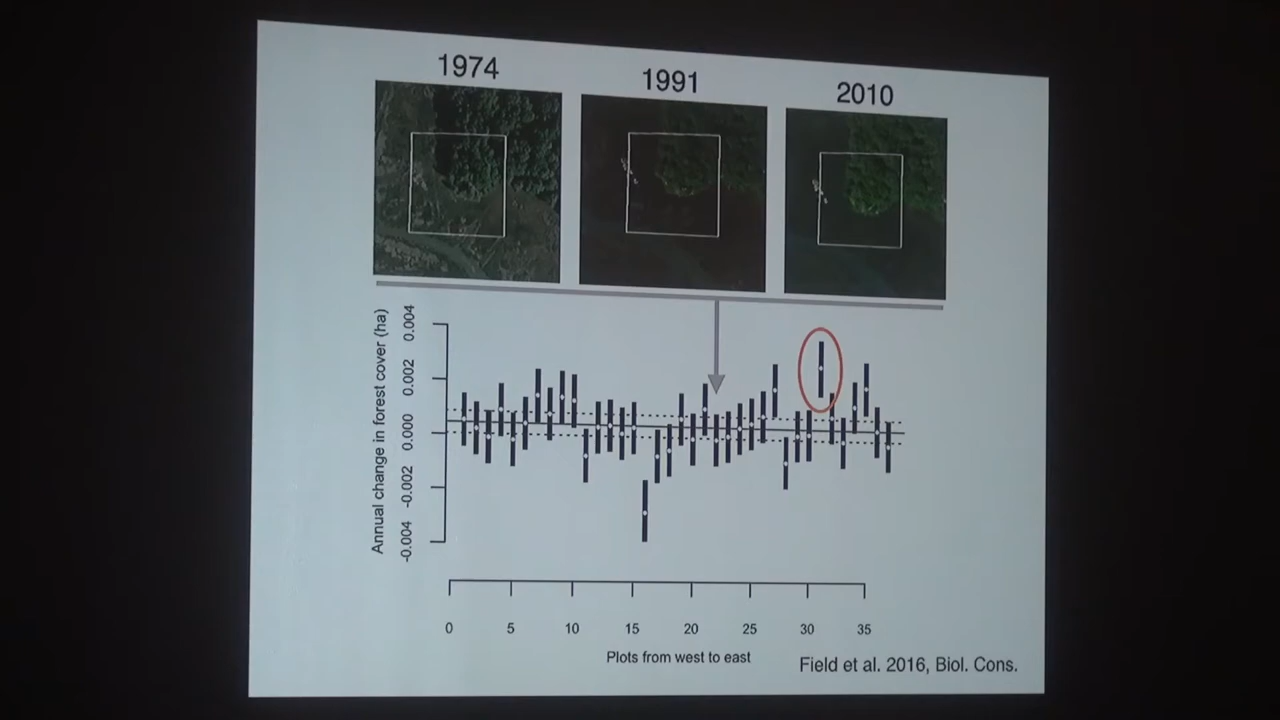 1974
1991
2010
Annual change in forest cover (ha)
0.004
0.002
0.000
-0.002
-0.004
0 5 10 15 20 25 30 35
Plots from west to east
Field et al. 2016, Biol. Cons.